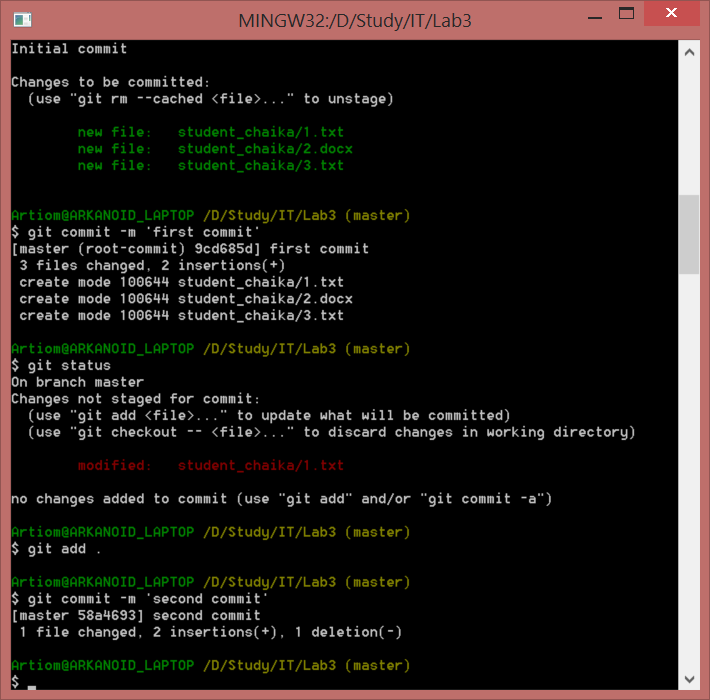 MINGW32:/D/Study/IT/Lab3
Initial commit
Changes to be committed:
(use "git rm --cached <file>..." to unstage)
new file:   student_chaika/1.txt
new file:   student_chaika/2.docx
new file:   student_chaika/3.txt
Artiom@ARKANOID_LAPTOP /D/Study/IT/Lab3 (master)
$ git commit -m 'first commit'
[master (root-commit) 9cd685d] first commit
3 files changed, 2 insertions(+)
create mode 100644 student_chaika/1.txt
create mode 100644 student_chaika/2.docx
create mode 100644 student_chaika/3.txt
Artiom@ARKANOID_LAPTOP /D/Study/IT/Lab3 (master)
$ git status
On branch master
Changes not staged for commit:
(use "git add <file>..." to update what will be committed)
(use "git checkout -- <file>..." to discard changes in working directory)
modified:   student_chaika/1.txt
no changes added to commit (use "git add" and/or "git commit -a")
Artiom@ARKANOID_LAPTOP /D/Study/IT/Lab3 (master)
$ git add .
Artiom@ARKANOID_LAPTOP /D/Study/IT/Lab3 (master)
$ git commit -m 'second commit'
[master 58a4693] second commit
1 file changed, 2 insertions(+), 1 deletion(-)
Artiom@ARKANOID_LAPTOP /D/Study/IT/Lab3 (master)
$